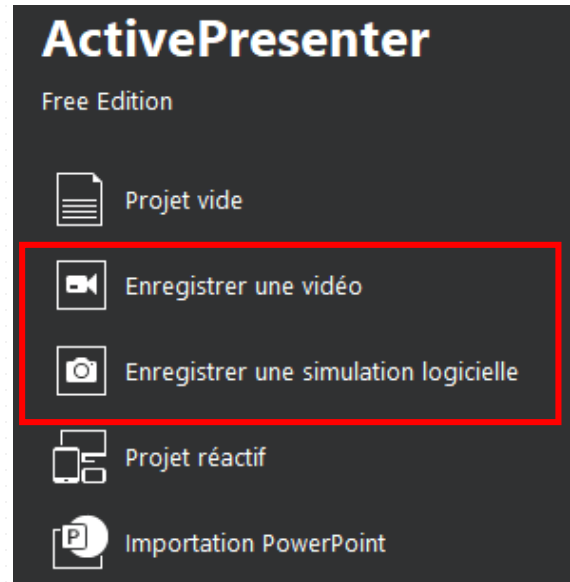 ActivePresenter
Free Edition
Projet vide
Enregistrer une vidéo
Enregistrer une simulation logicielle
Projet réactif
P
Importation PowerPoint